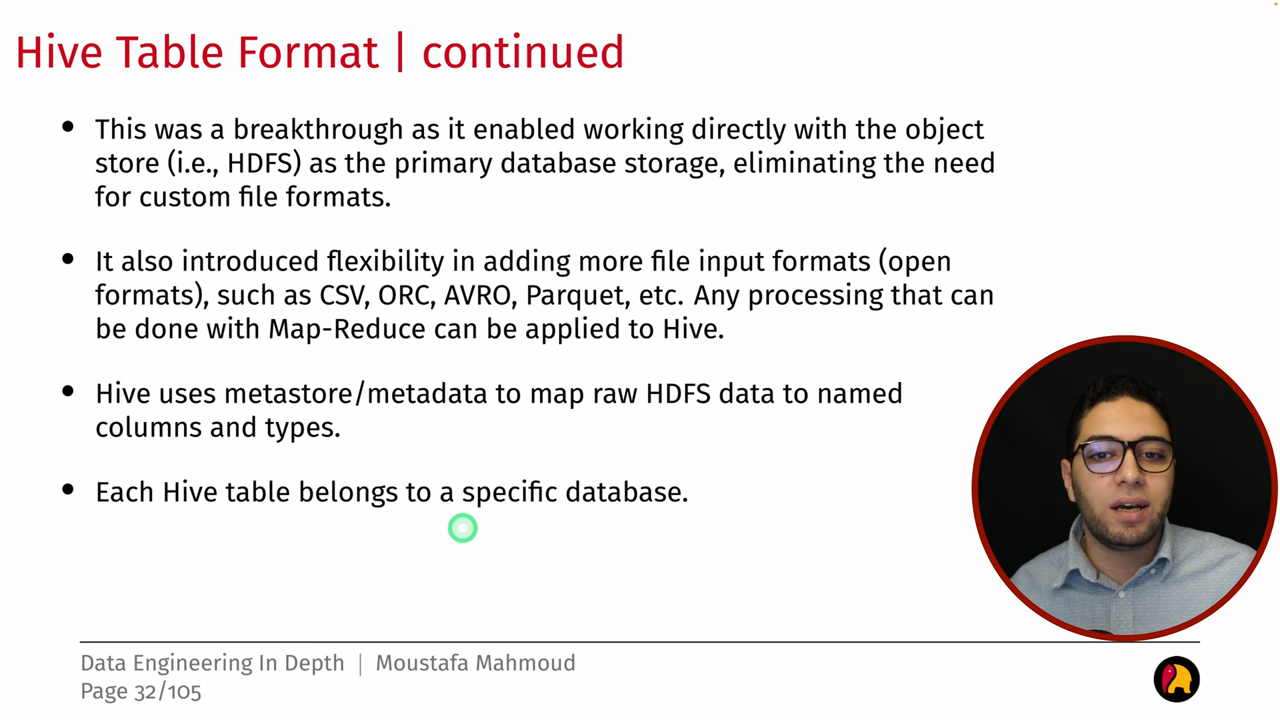 Hive Table Format | continued
• This was a breakthrough as it enabled working directly with the object
store (i.e., HDFS) as the primary database storage, eliminating the need
for custom file formats.
• It also introduced flexibility in adding more file input formats (open
formats), such as CSV, ORC, AVRO, Parquet, etc. Any processing that can
be done with Map-Reduce can be applied to Hive.
• Hive uses metastore/metadata to map raw HDFS data to named
columns and types.
• Each Hive table belongs to a specific database.
Data Engineering In Depth | Moustafa Mahmoud
Page 32/105